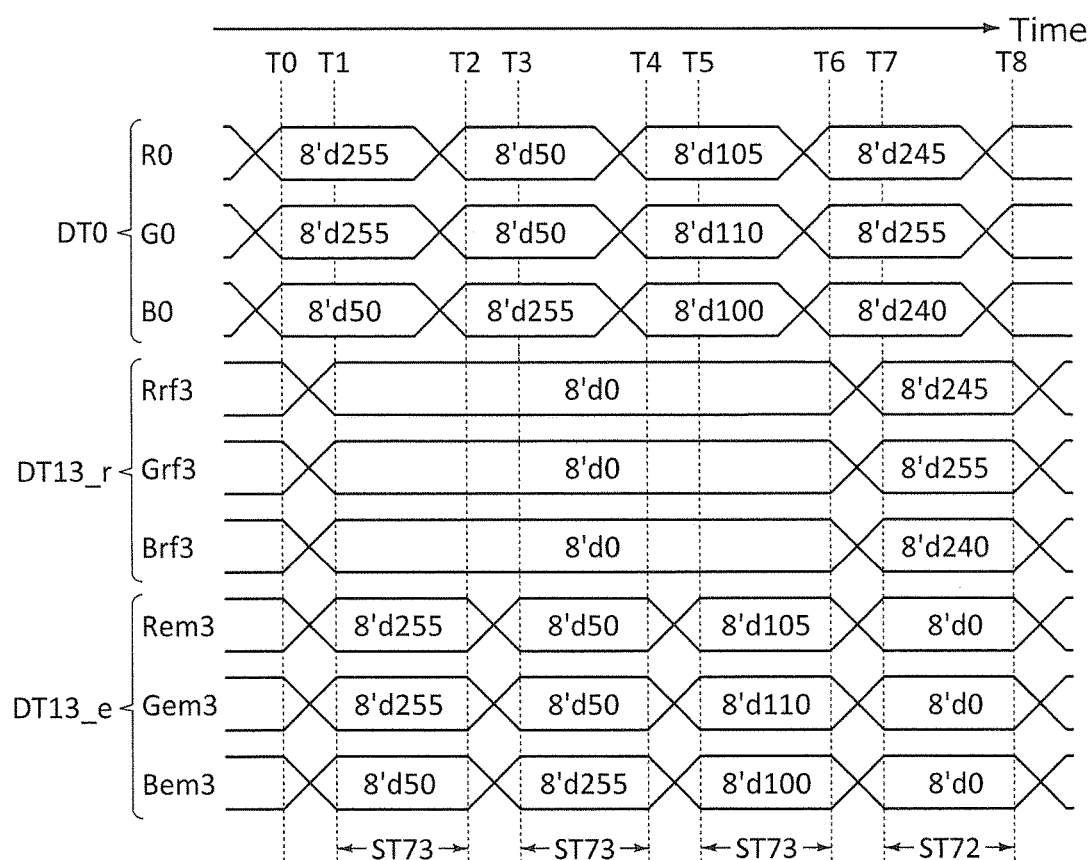 Time
T0 T1 T2 T3 T4 T5 T6 T7 T8
DT0
R0 8'd255 8'd50 8'd105 8'd245
G0 8'd255 8'd50 8'd110 8'd255
B0 8'd50 8'd255 8'd100 8'd240
DT13_r
Rrf3 8'd0 8'd245
Grf3 8'd0 8'd255
Brf3 8'd0 8'd240
DT13_e
Rem3 8'd255 8'd50 8'd105 8'd0
Gem3 8'd255 8'd50 8'd110 8'd0
Bem3 8'd50 8'd255 8'd100 8'd0
ST73 ST73 ST73 ST72